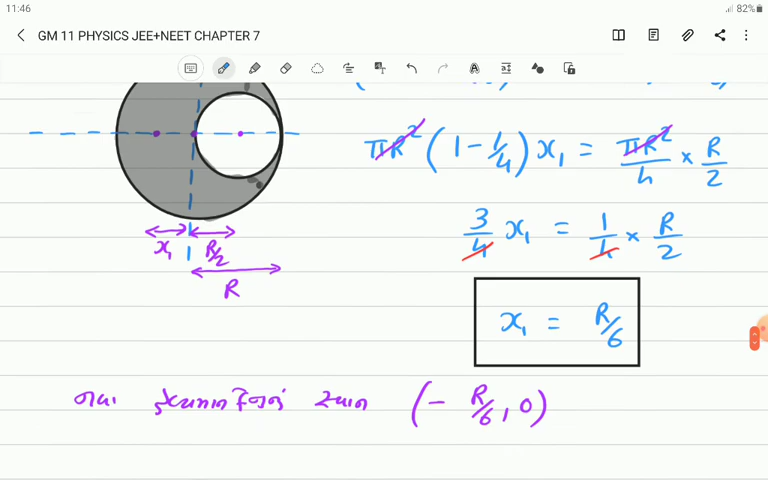 11:46
82%
GM 11 PHYSICS JEE+NEET CHAPTER 7
πR² (1 - 1/4) x₁ = πR²/4 × R/2
3/4 x₁ = 1/4 × R/2
x₁ R/2
R
x₁ = R/6
(- R/6, 0)